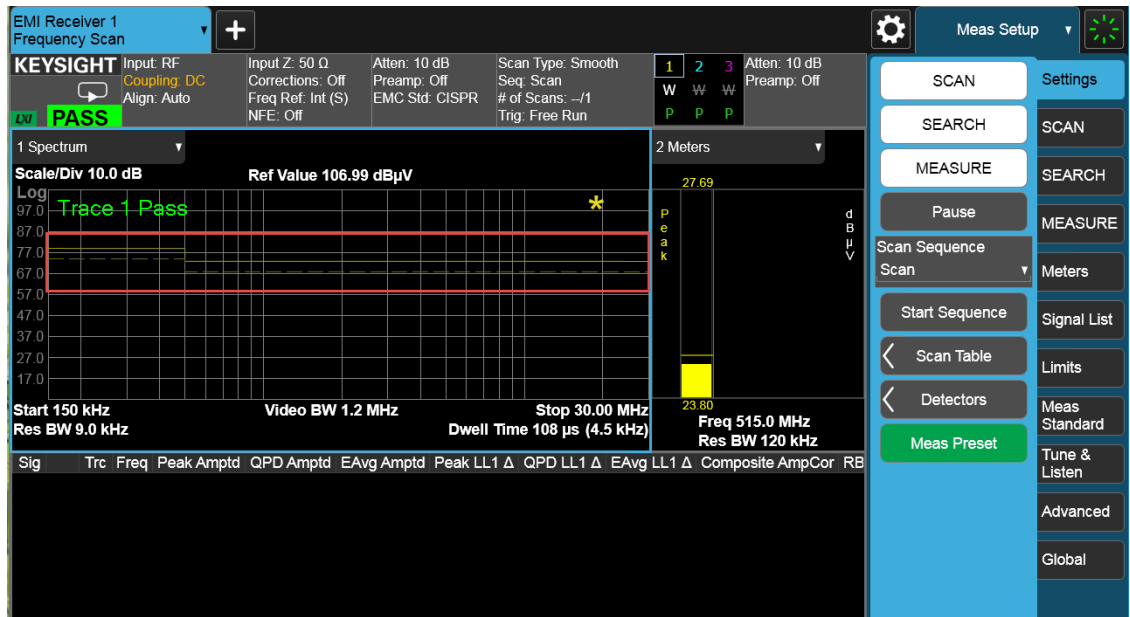 EMI Receiver 1
Frequency Scan
Meas Setup
KEYSIGHT
LXI
PASS
Input: RF
Coupling: DC
Align: Auto
Input Z: 50 Ω
Corrections: Off
Freq Ref: Int (S)
NFE: Off
Atten: 10 dB
Preamp: Off
EMC Std: CISPR
Scan Type: Smooth
Seq: Scan
# of Scans: --/1
Trig: Free Run
1 2 3
W W W
P P P
Atten: 10 dB
Preamp: Off
1 Spectrum
Scale/Div 10.0 dB
Ref Value 106.99 dBµV
Log
Trace 1 Pass
*
97.0
87.0
77.0
67.0
57.0
47.0
37.0
27.0
17.0
Start 150 kHz
Video BW 1.2 MHz
Stop 30.00 MHz
Res BW 9.0 kHz
Dwell Time 108 µs (4.5 kHz)
2 Meters
27.69
Peak
dBµV
23.80
Freq 515.0 MHz
Res BW 120 kHz
Sig Trc Freq Peak Amptd QPD Amptd EAvg Amptd Peak LL1 Δ QPD LL1 Δ EAvg LL1 Δ Composite AmpCor RB
SCAN
SEARCH
MEASURE
Pause
Scan Sequence
Scan
Start Sequence
Scan Table
Detectors
Meas Preset
Settings
SCAN
SEARCH
MEASURE
Meters
Signal List
Limits
Meas
Standard
Tune &
Listen
Advanced
Global